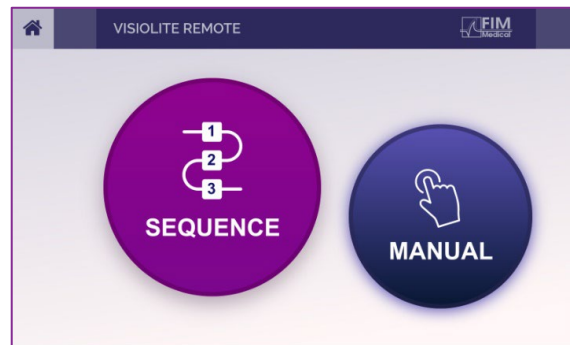 VISIOLITE REMOTE
FIM
Medical
1
2
3
SEQUENCE
MANUAL